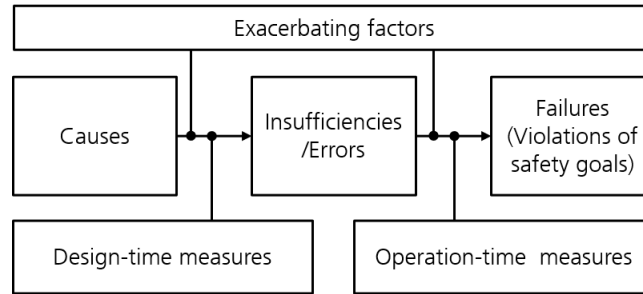 Exacerbating factors
Causes
Insufficiencies
/Errors
Failures
(Violations of
safety goals)
Design-time measures
Operation-time measures